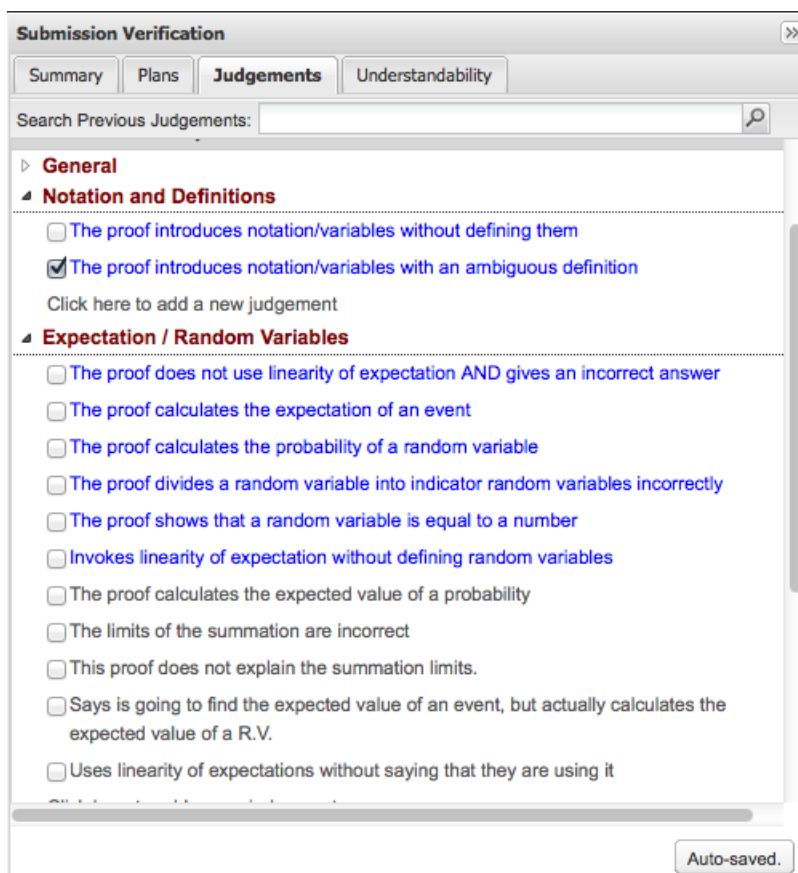 Submission Verification
Summary Plans Judgements Understandability
Search Previous Judgements:
General
Notation and Definitions
The proof introduces notation/variables without defining them
The proof introduces notation/variables with an ambiguous definition
Click here to add a new judgement
Expectation / Random Variables
The proof does not use linearity of expectation AND gives an incorrect answer
The proof calculates the expectation of an event
The proof calculates the probability of a random variable
The proof divides a random variable into indicator random variables incorrectly
The proof shows that a random variable is equal to a number
Invokes linearity of expectation without defining random variables
The proof calculates the expected value of a probability
The limits of the summation are incorrect
This proof does not explain the summation limits.
Says is going to find the expected value of an event, but actually calculates the
expected value of a R.V.
Uses linearity of expectations without saying that they are using it
Auto-saved.